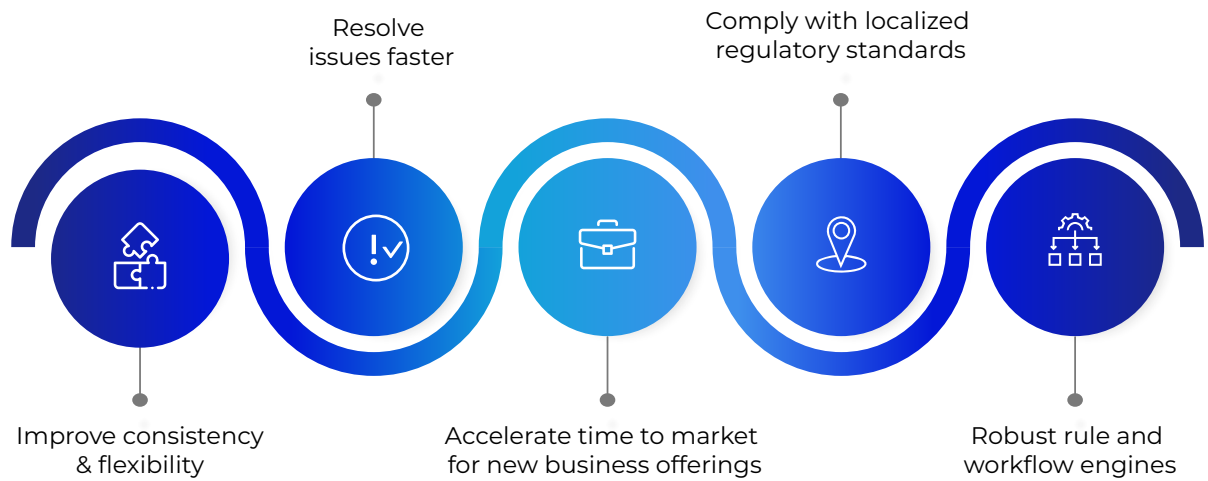 Improve consistency
& flexibility
Resolve
issues faster
Accelerate time to market
for new business offerings
Comply with localized
regulatory standards
Robust rule and
workflow engines